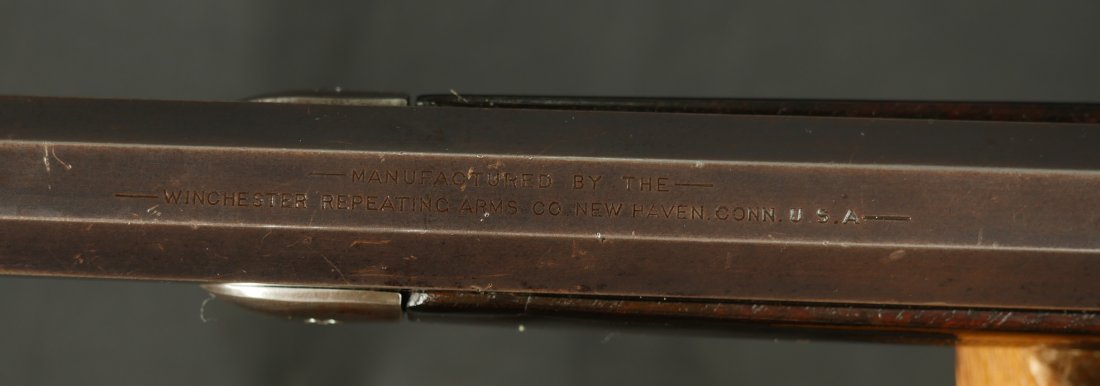 —MANUFACTURED BY THE—
—WINCHESTER REPEATING ARMS CO. NEW HAVEN. CONN. U.S.A—